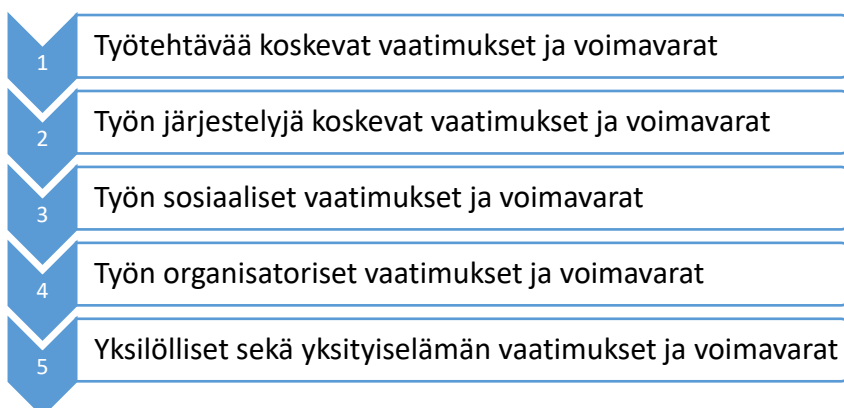 1 Työtehtävää koskevat vaatimukset ja voimavarat
2 Työn järjestelyjä koskevat vaatimukset ja voimavarat
3 Työn sosiaaliset vaatimukset ja voimavarat
4 Työn organisatoriset vaatimukset ja voimavarat
5 Yksilölliset sekä yksityiselämän vaatimukset ja voimavarat